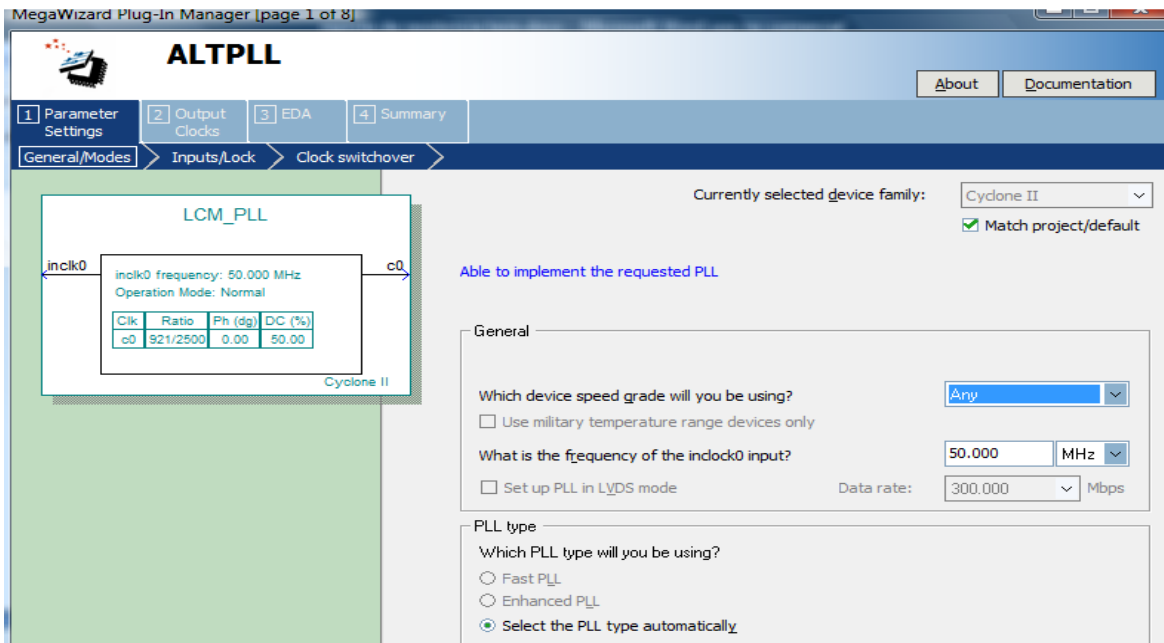 MegaWizard Plug-In Manager [page 1 of 8]
ALTPLL
About
Documentation
1 Parameter Settings
2 Output Clocks
3 EDA
4 Summary
General/Modes
Inputs/Lock
Clock switchover
Currently selected device family:
Cyclone II
Match project/default
LCM_PLL
inclk0
c0
inclk0 frequency: 50.000 MHz
Operation Mode: Normal
Clk Ratio Ph (dg) DC (%)
c0 921/2500 0.00 50.00
Cyclone II
Able to implement the requested PLL
General
Which device speed grade will you be using?
Any
Use military temperature range devices only
What is the frequency of the inclock0 input?
50.000
MHz
Set up PLL in LVDS mode
Data rate:
300.000
Mbps
PLL type
Which PLL type will you be using?
Fast PLL
Enhanced PLL
Select the PLL type automatically